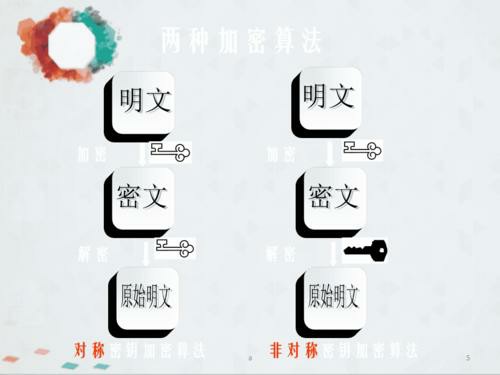 两种加密算法
明文 明文
加密 加密
密文 密文
解密 解密
原始明文 原始明文
对称密钥加密算法 非对称密钥加密算法
a 5